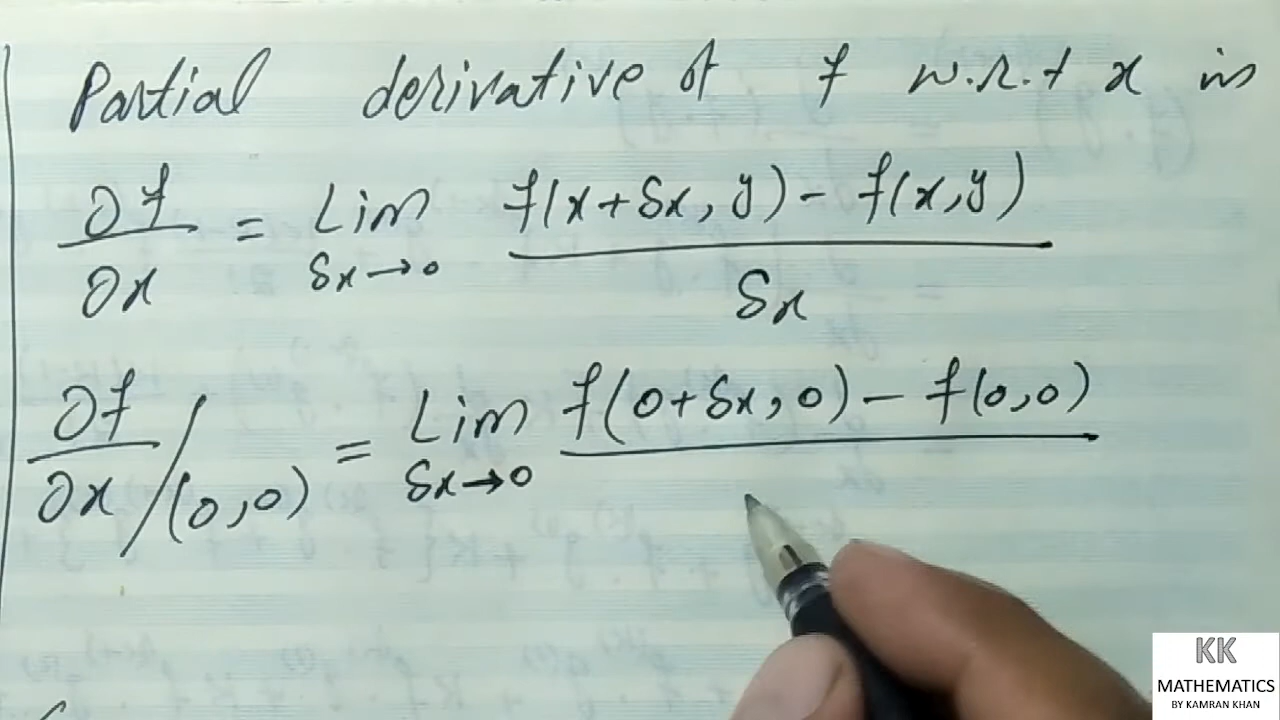 Partial derivative of f w.r.t x is
∂f/∂x = Lim δx→0 f(x+δx, y) - f(x,y) / δx
∂f/∂x /(0,0) = Lim δx→0 f(0+δx, 0) - f(0,0)
KK
MATHEMATICS
BY KAMRAN KHAN